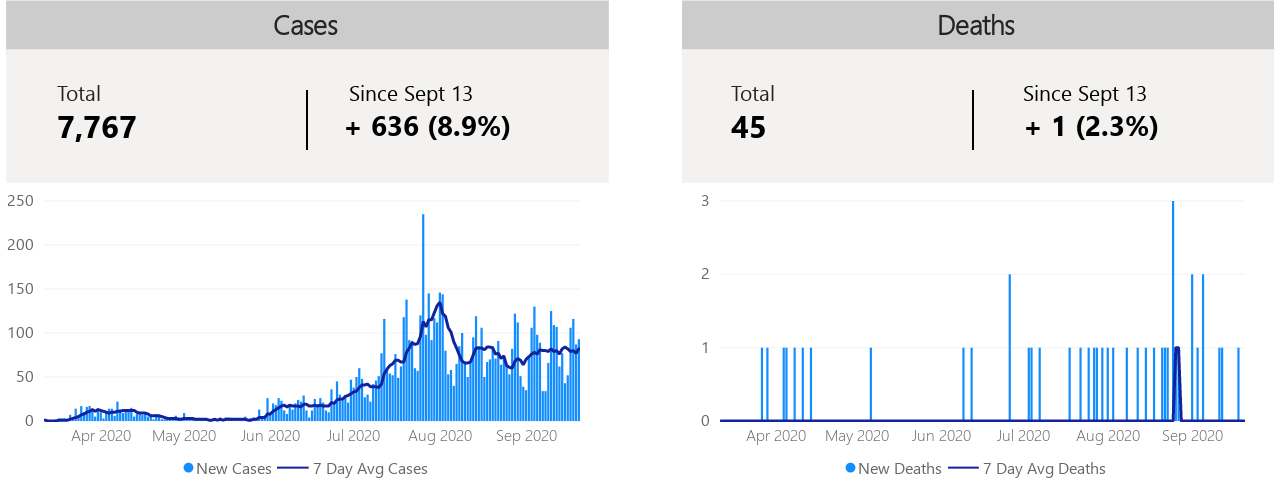 Cases
Total
Since Sept 13
7,767
+ 636 (8.9%)
250
200
150
100
50
0
Apr 2020 May 2020 Jun 2020 Jul 2020 Aug 2020 Sep 2020
New Cases 7 Day Avg Cases
Deaths
Total
Since Sept 13
45
+ 1 (2.3%)
3
2
1
0
Apr 2020 May 2020 Jun 2020 Jul 2020 Aug 2020 Sep 2020
New Deaths 7 Day Avg Deaths